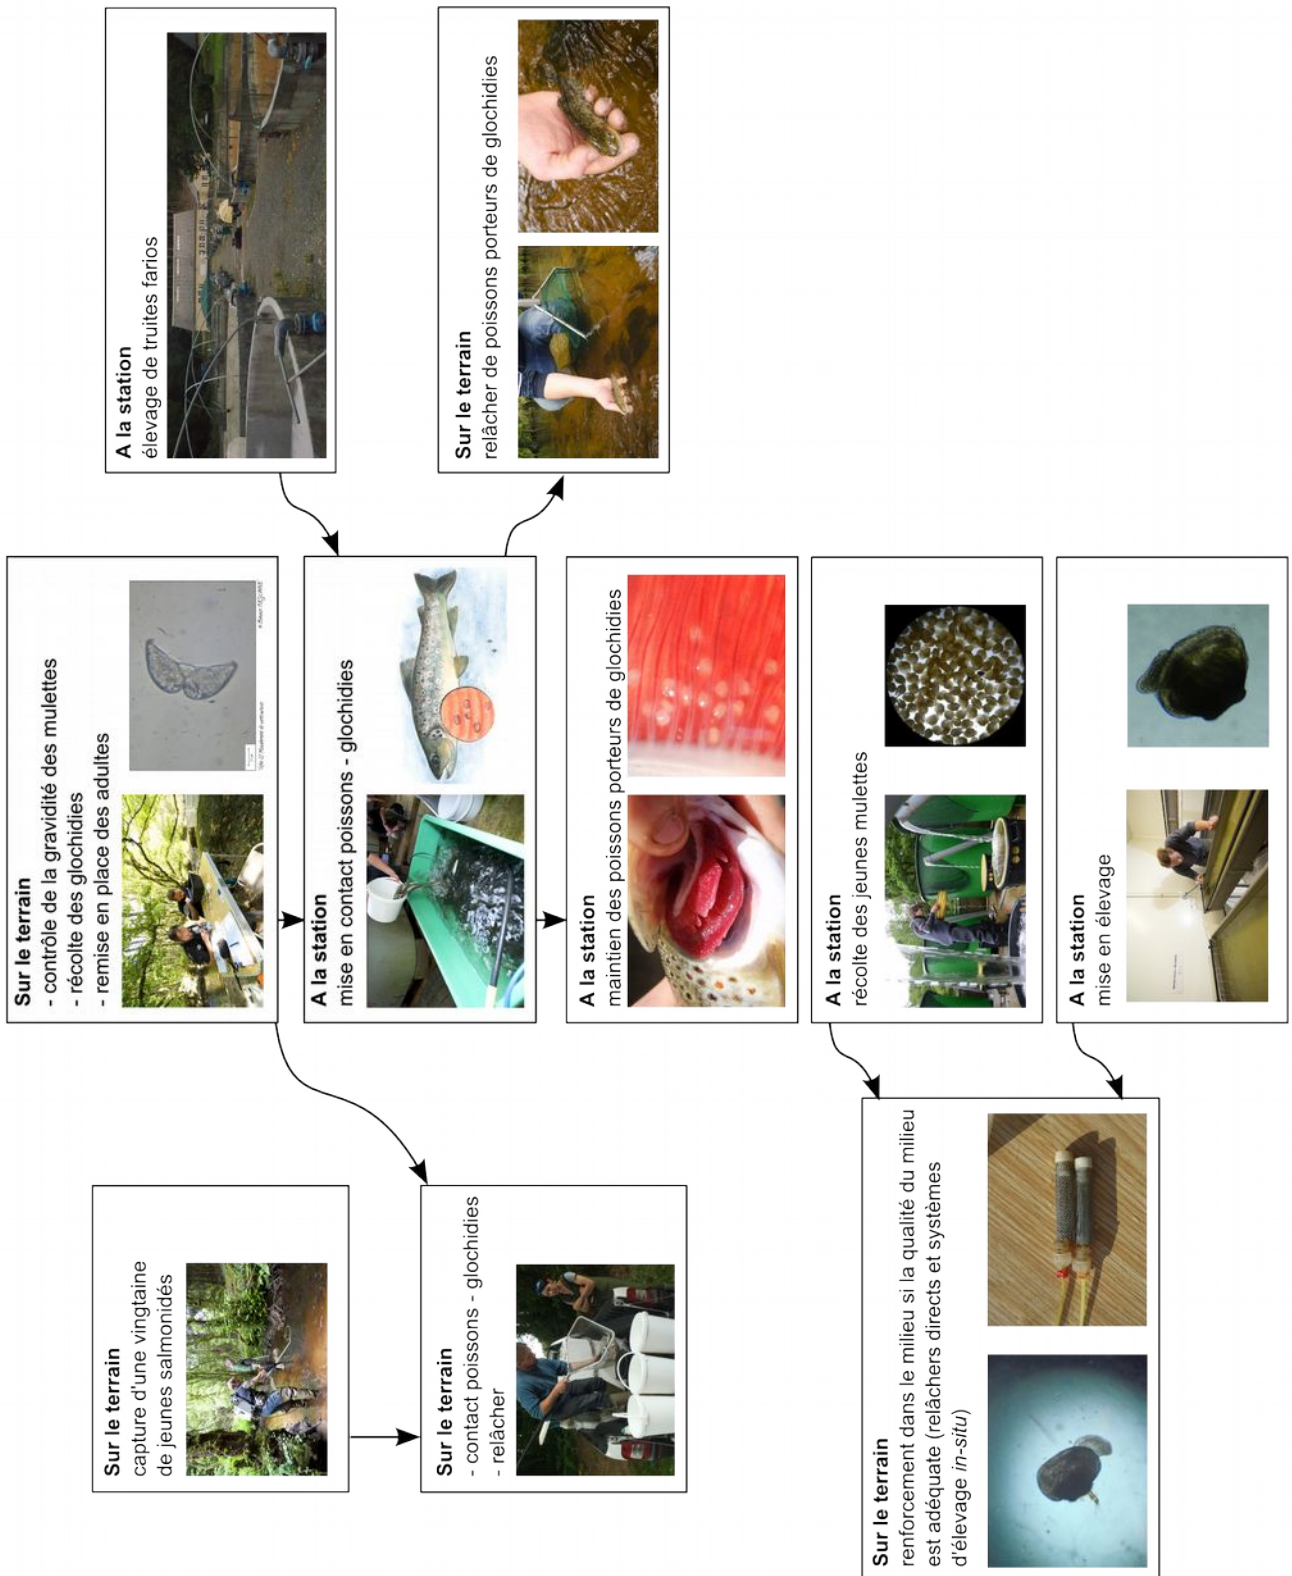 Sur le terrain
capture d'une vingtaine
de jeunes salmonidés
Sur le terrain
- contact poissons - glochidies
- relâcher
Sur le terrain
- contrôle de la gravidité des mulettes
- récolte des glochidies
- remise en place des adultes
A la station
mise en contact poissons - glochidies
A la station
maintien des poissons porteurs de glochidies
A la station
récolte des jeunes mulettes
A la station
mise en élevage
Sur le terrain
renforcement dans le milieu si la qualité du milieu
est adéquate (relâchers directs et systèmes
d'élevage in-situ)
A la station
élevage de truites farios
Sur le terrain
relâcher de poissons porteurs de glochidies